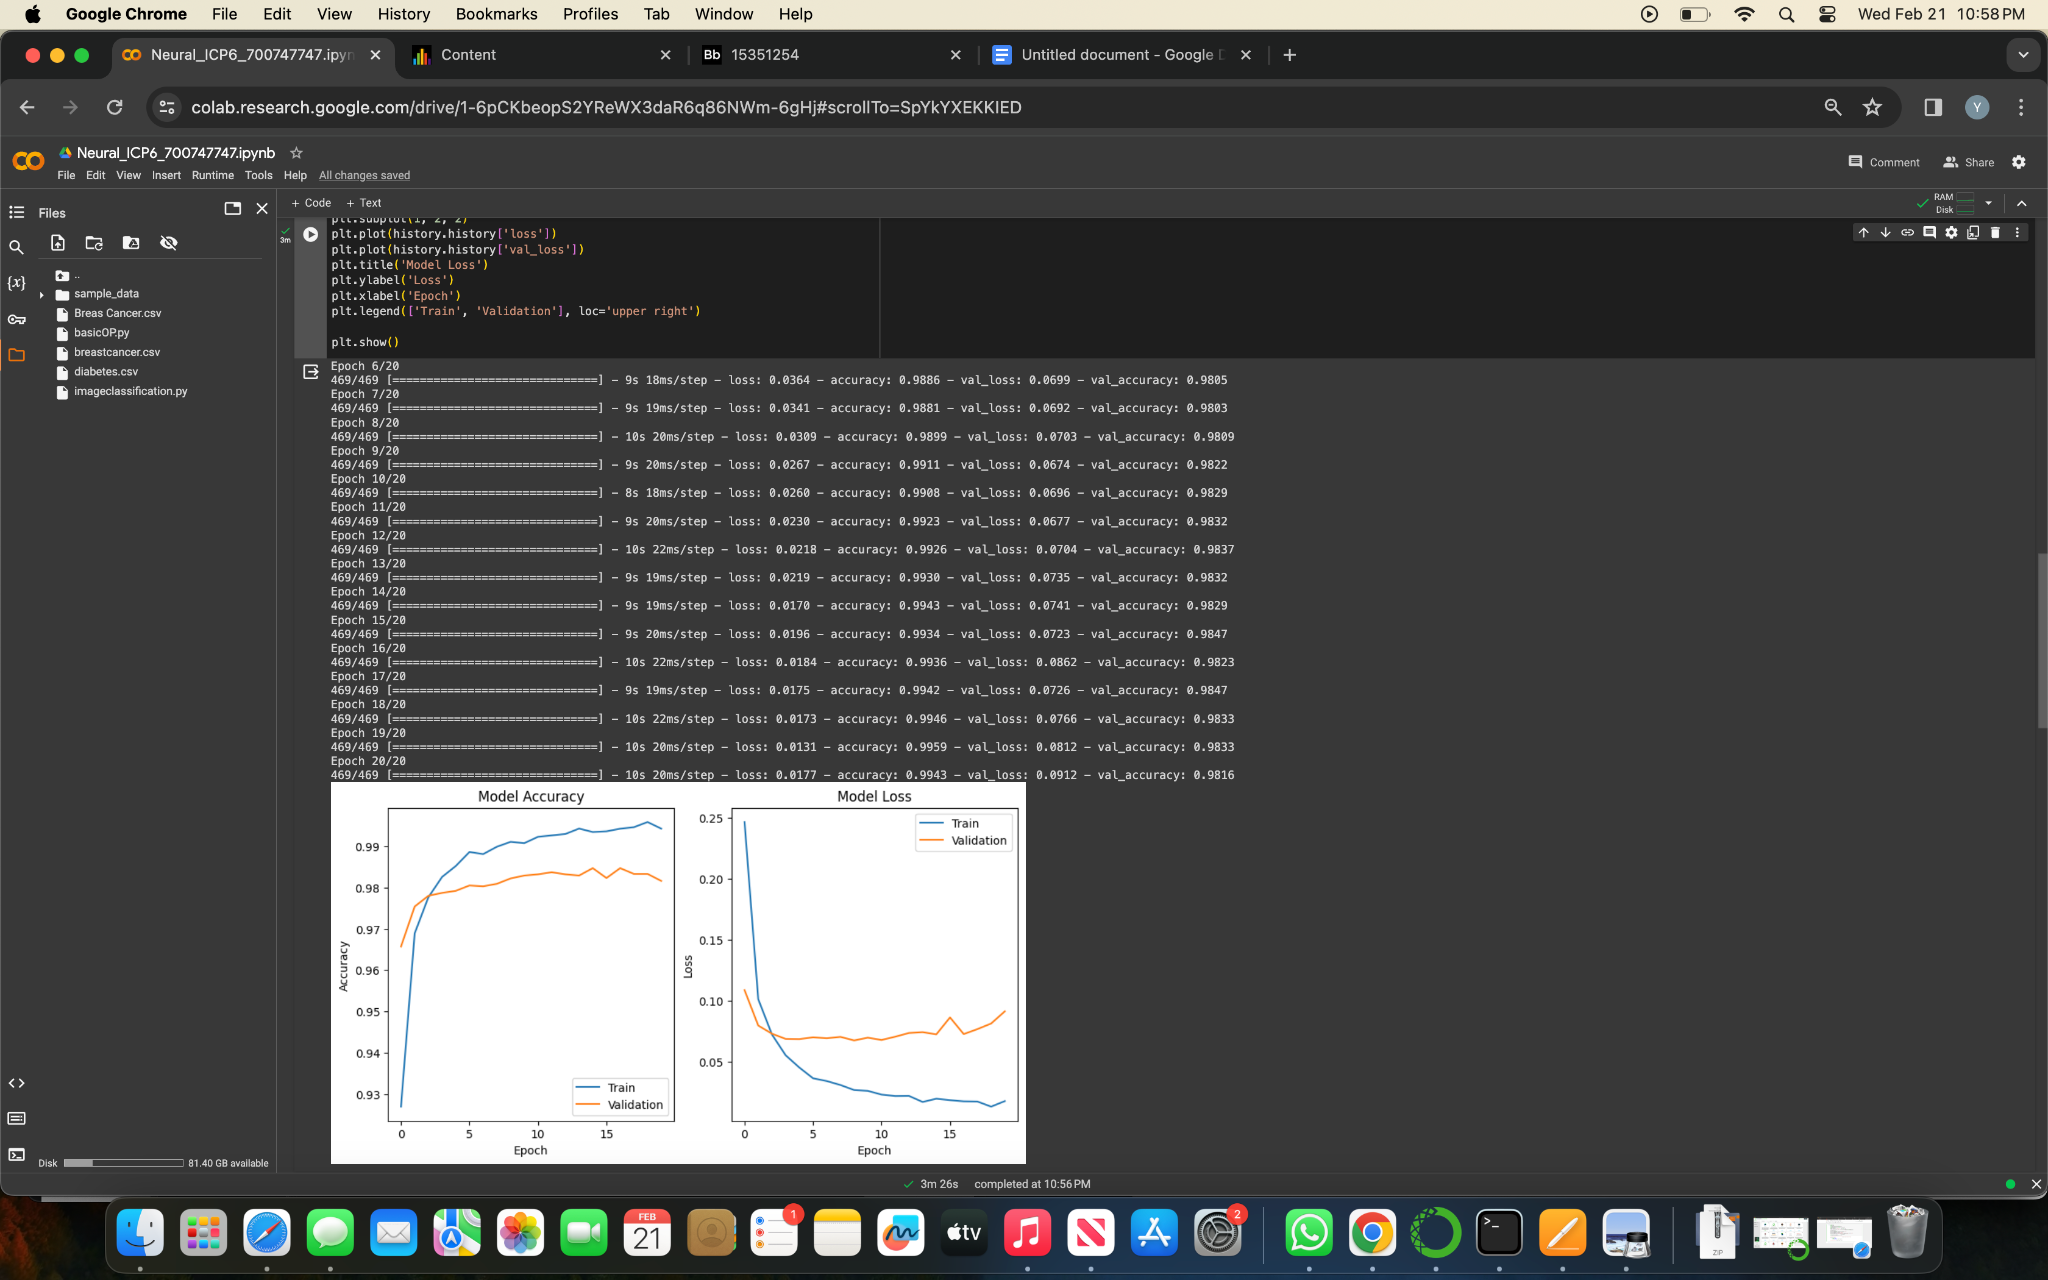 Google Chrome File Edit View History Bookmarks Profiles Tab Window Help Wed Feb 21 10:58 PM
Neural_ICP6_700747747.ipyn Content Bb 15351254 Untitled document - Google D
colab.research.google.com/drive/1-6pCKbeopS2YReWX3daR6q86NWm-6gHj#scrollTo=SpYkYXEKKIED Y
CO Neural_ICP6_700747747.ipynb Comment Share
File Edit View Insert Runtime Tools Help All changes saved
Files + Code + Text RAM Disk
plt.subplot(1, 2, 2)
3m plt.plot(history.history['loss'])
plt.plot(history.history['val_loss'])
plt.title('Model Loss')
plt.ylabel('Loss')
plt.xlabel('Epoch')
plt.legend(['Train', 'Validation'], loc='upper right')
plt.show()
{x}
..
sample_data
Breas Cancer.csv
basicOP.py
breastcancer.csv
diabetes.csv
imageclassification.py
Epoch 6/20
469/469 [==============================] - 9s 18ms/step - loss: 0.0364 - accuracy: 0.9886 - val_loss: 0.0699 - val_accuracy: 0.9805
Epoch 7/20
469/469 [==============================] - 9s 19ms/step - loss: 0.0341 - accuracy: 0.9881 - val_loss: 0.0692 - val_accuracy: 0.9803
Epoch 8/20
469/469 [==============================] - 10s 20ms/step - loss: 0.0309 - accuracy: 0.9899 - val_loss: 0.0703 - val_accuracy: 0.9809
Epoch 9/20
469/469 [==============================] - 9s 20ms/step - loss: 0.0267 - accuracy: 0.9911 - val_loss: 0.0674 - val_accuracy: 0.9822
Epoch 10/20
469/469 [==============================] - 8s 18ms/step - loss: 0.0260 - accuracy: 0.9908 - val_loss: 0.0696 - val_accuracy: 0.9829
Epoch 11/20
469/469 [==============================] - 9s 20ms/step - loss: 0.0230 - accuracy: 0.9923 - val_loss: 0.0677 - val_accuracy: 0.9832
Epoch 12/20
469/469 [==============================] - 10s 22ms/step - loss: 0.0218 - accuracy: 0.9926 - val_loss: 0.0704 - val_accuracy: 0.9837
Epoch 13/20
469/469 [==============================] - 9s 19ms/step - loss: 0.0219 - accuracy: 0.9930 - val_loss: 0.0735 - val_accuracy: 0.9832
Epoch 14/20
469/469 [==============================] - 9s 19ms/step - loss: 0.0170 - accuracy: 0.9943 - val_loss: 0.0741 - val_accuracy: 0.9829
Epoch 15/20
469/469 [==============================] - 9s 20ms/step - loss: 0.0196 - accuracy: 0.9934 - val_loss: 0.0723 - val_accuracy: 0.9847
Epoch 16/20
469/469 [==============================] - 10s 22ms/step - loss: 0.0184 - accuracy: 0.9936 - val_loss: 0.0862 - val_accuracy: 0.9823
Epoch 17/20
469/469 [==============================] - 9s 19ms/step - loss: 0.0175 - accuracy: 0.9942 - val_loss: 0.0726 - val_accuracy: 0.9847
Epoch 18/20
469/469 [==============================] - 10s 22ms/step - loss: 0.0173 - accuracy: 0.9946 - val_loss: 0.0766 - val_accuracy: 0.9833
Epoch 19/20
469/469 [==============================] - 10s 20ms/step - loss: 0.0131 - accuracy: 0.9959 - val_loss: 0.0812 - val_accuracy: 0.9833
Epoch 20/20
469/469 [==============================] - 10s 20ms/step - loss: 0.0177 - accuracy: 0.9943 - val_loss: 0.0912 - val_accuracy: 0.9816
Model Accuracy
0.99
0.98
0.97
0.96
0.95
0.94
0.93
Accuracy
Train
Validation
0 5 10 15
Epoch
Model Loss
0.25
0.20
0.15
0.10
0.05
Loss
Train
Validation
0 5 10 15
Epoch
Disk 81.40 GB available
3m 26s completed at 10:56 PM
FEB
21
1
tv
2
ZIP